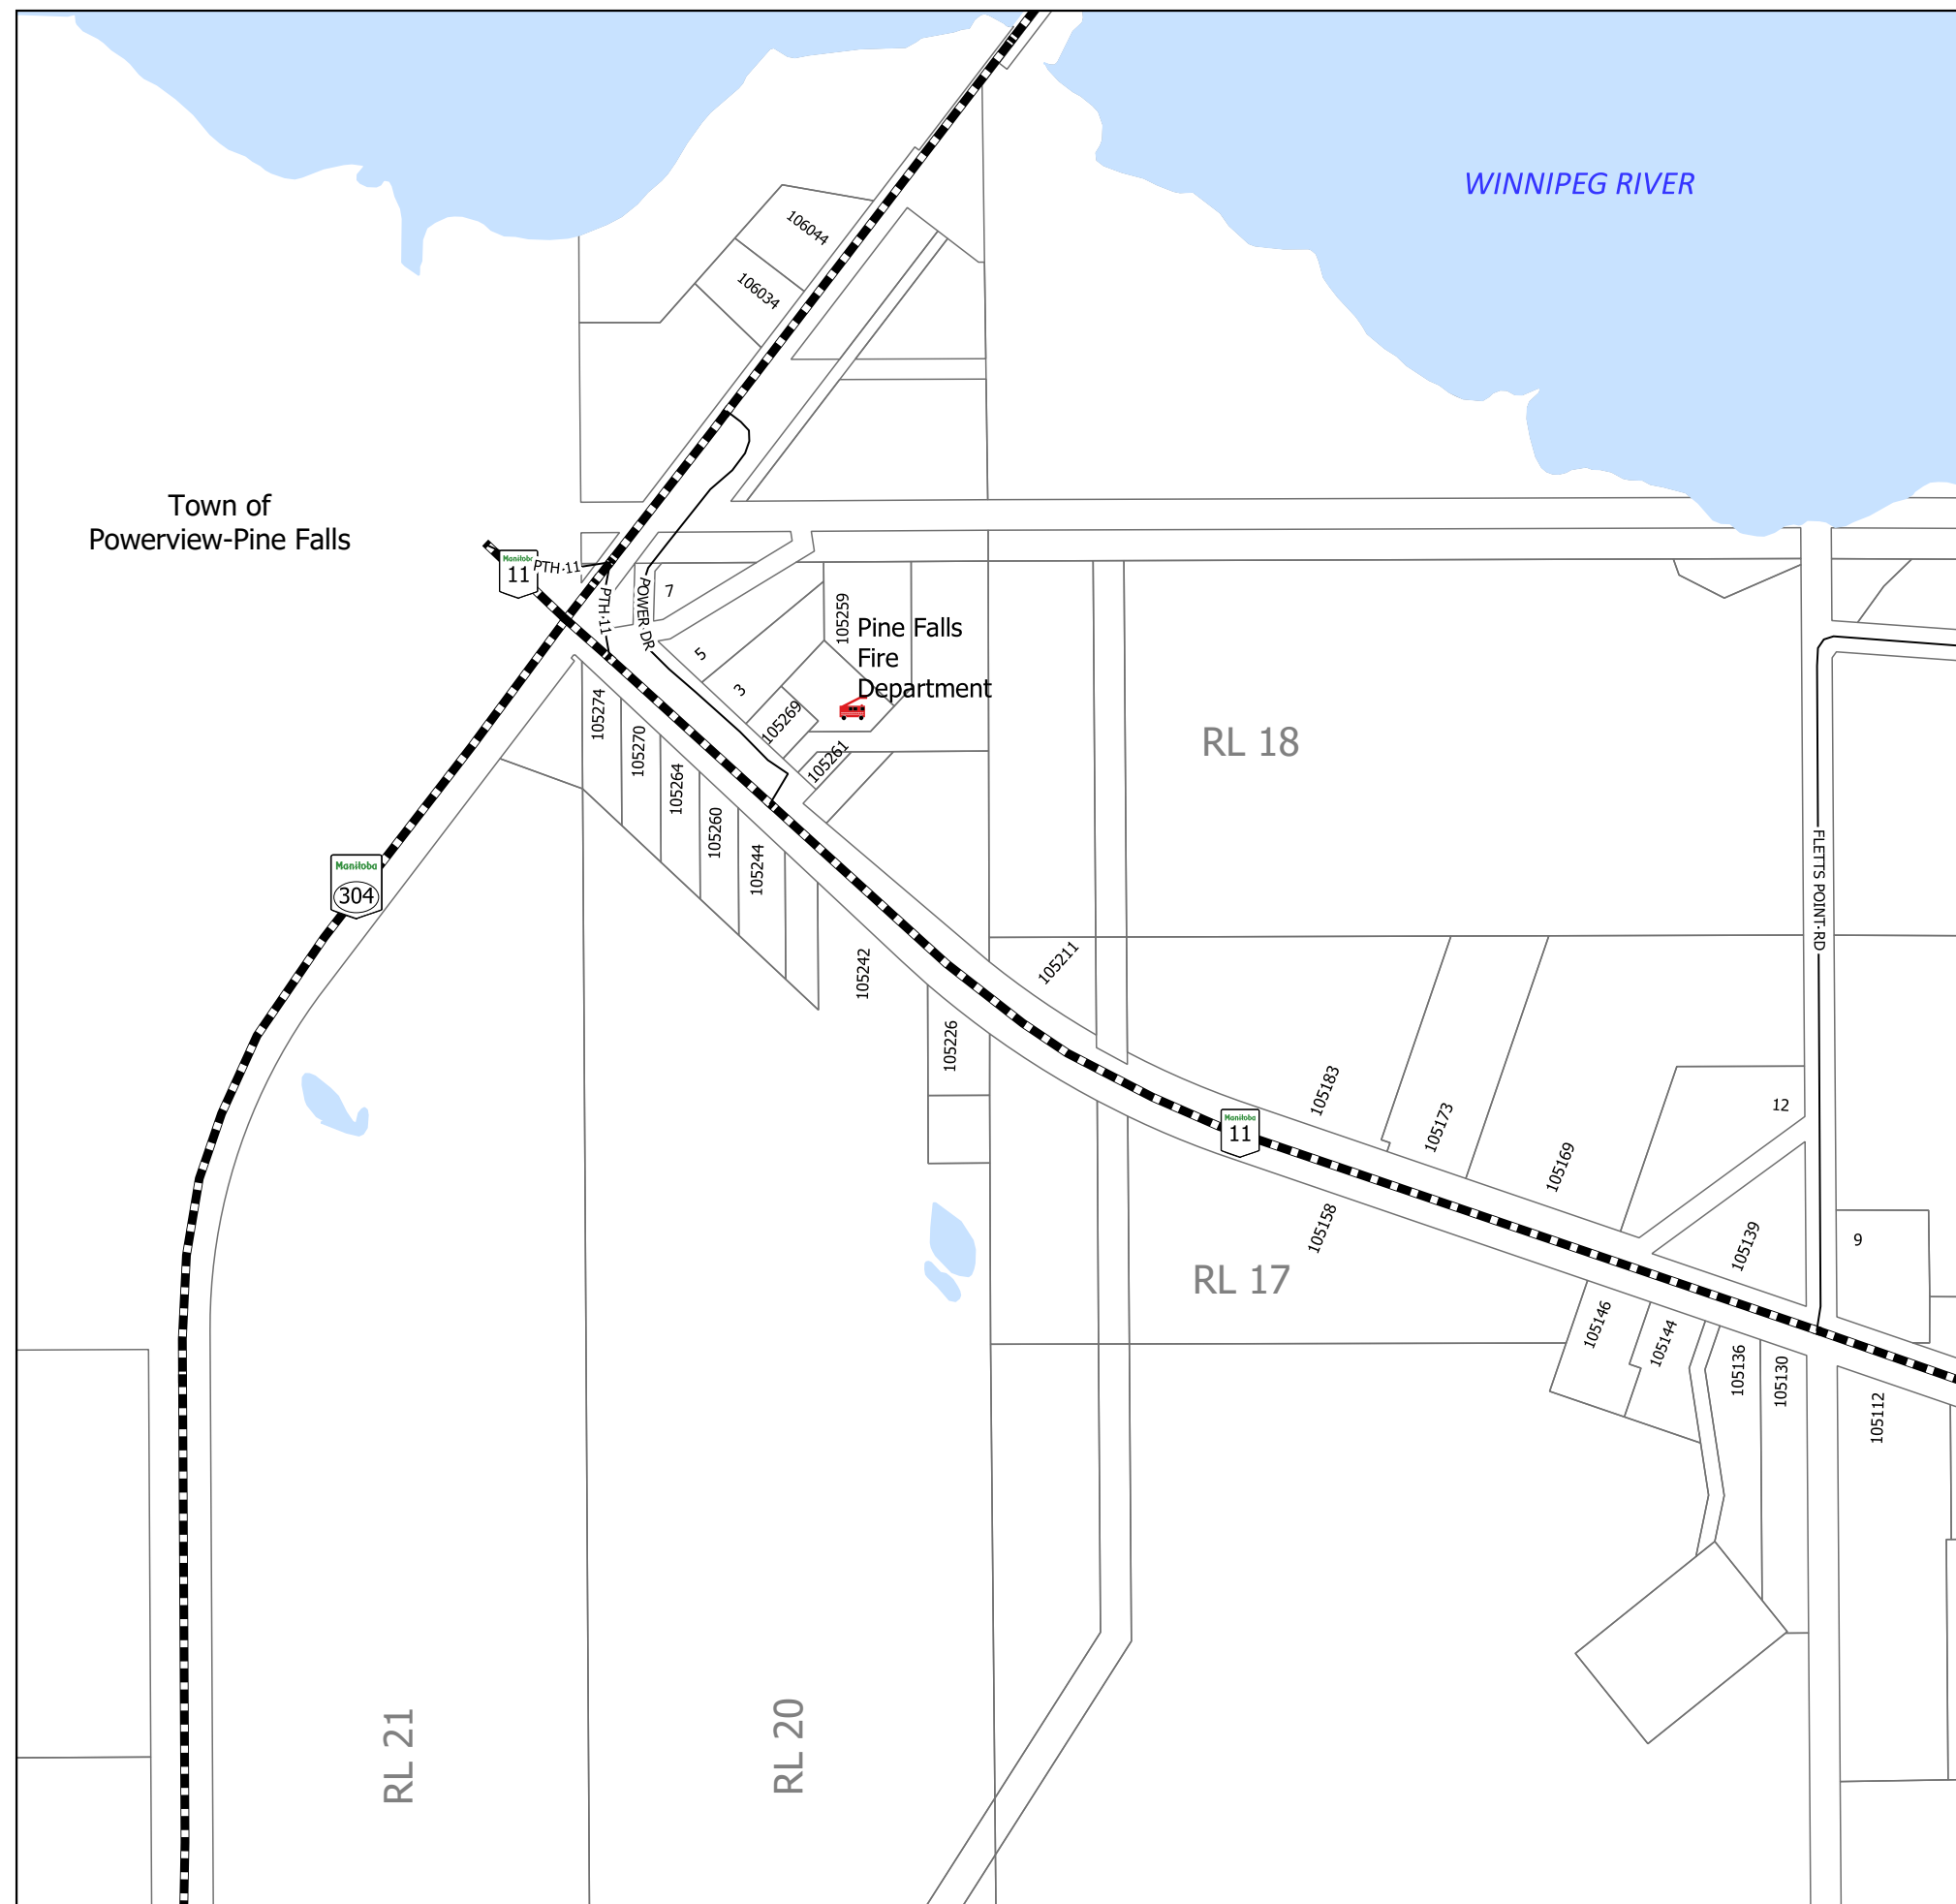 WINNIPEG RIVER
106044
106034
Town of
Powerview-Pine Falls
Manitoba
11
PTH 11
PTH 11
POWER DR
7
5
3
105259
Pine Falls
Fire
Department
105269
105261
105274
105270
105264
105260
105244
105242
105226
105211
RL 18
FLETTS POINT RD
Manitoba
304
105183
105173
105169
12
Manitoba
11
105158
105139
9
RL 17
105146
105144
105136
105130
105112
RL 21
RL 20